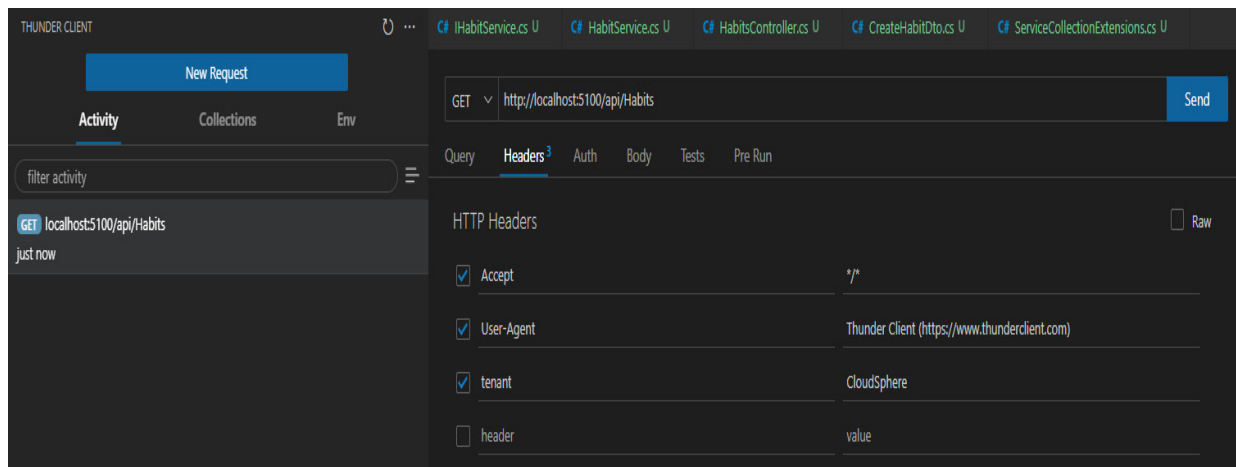 THUNDER CLIENT
New Request
Activity Collections Env
filter activity
GET localhost:5100/api/Habits
just now
C# IHabitService.cs U C# HabitService.cs U C# HabitsController.cs U C# CreateHabitDto.cs U C# ServiceCollectionExtensions.cs U
GET http://localhost:5100/api/Habits Send
Query Headers 3 Auth Body Tests Pre Run
HTTP Headers Raw
Accept */*
User-Agent Thunder Client (https://www.thunderclient.com)
tenant CloudSphere
header value